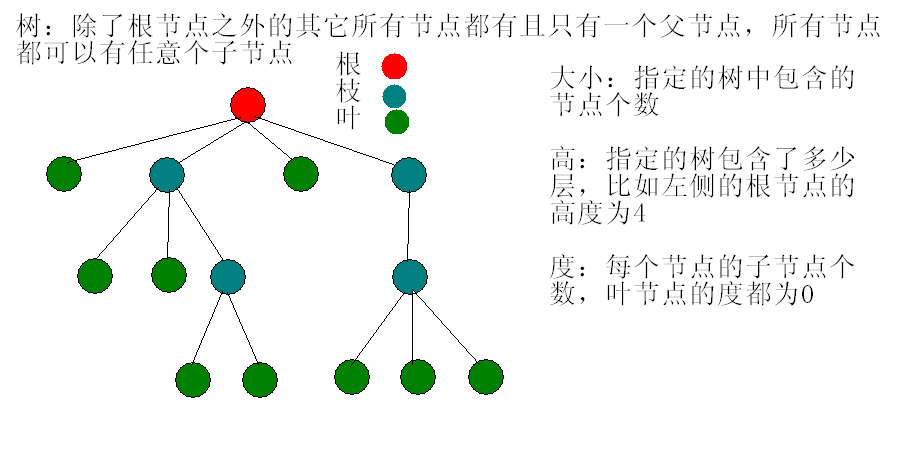 树：除了根节点之外的其它所有节点都有且只有一个父节点，所有节点
都可以有任意个子节点
根
枝
叶
大小：指定的树中包含的
节点个数
高：指定的树包含了多少
层，比如左侧的根节点的
高度为4
度：每个节点的子节点个
数，叶节点的度都为0